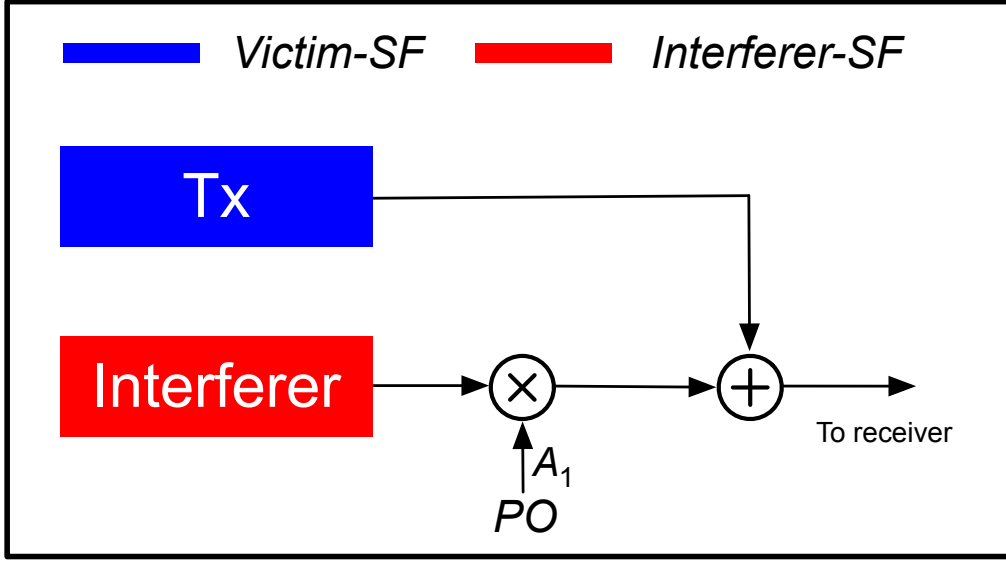 Victim-SF Interferer-SF
Tx
Interferer
To receiver
A₁
PO